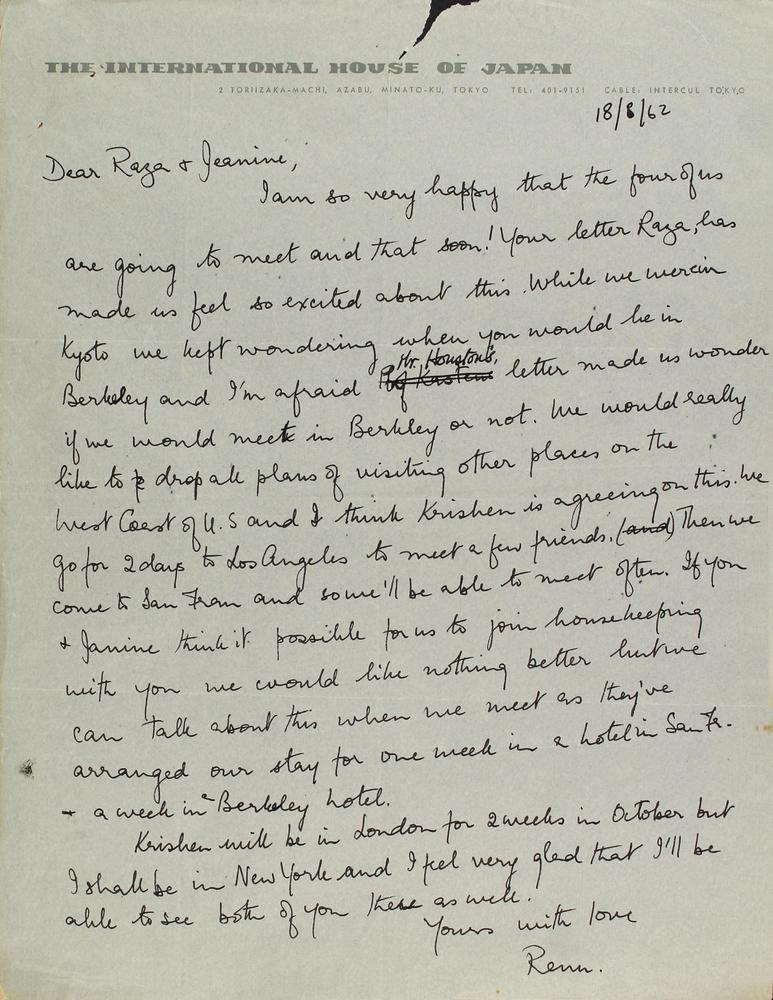 THE INTERNATIONAL HOUSE OF JAPAN
2 TORIIZAKA-MACHI, AZABU, MINATO-KU, TOKYO TEL: 401-9151 CABLE: INTERCUL TOKYO
18/8/62
Dear Raza & Jeanine,
I am so very happy that the four of us
are going to meet and that soon! Your letter Raza, has
made us feel so excited about this. While we were in
Kyoto we kept wondering when you would be in
Mr. Houston's,
Berkeley and I'm afraid Prof letter made us wonder
if we would meet in Berkley or not. We would really
like to drop all plans of visiting other places on the
West Coast of U.S and I think Krishen is agreeing on this. We
go for 2 days to Los Angeles to meet a few friends. (and) Then we
come to San Fran and so we'll be able to meet often. If you
& Janine think it possible for us to join housekeeping
with you we would like nothing better but we
can talk about this when we meet as they've
arranged our stay for one week in a hotel in San Fr.
+ a week in a Berkeley hotel.
Krishen will be in London for 2 weeks in October but
I shall be in New York and I feel very glad that I'll be
able to see both of you there as well.
Yours with love
Renu.